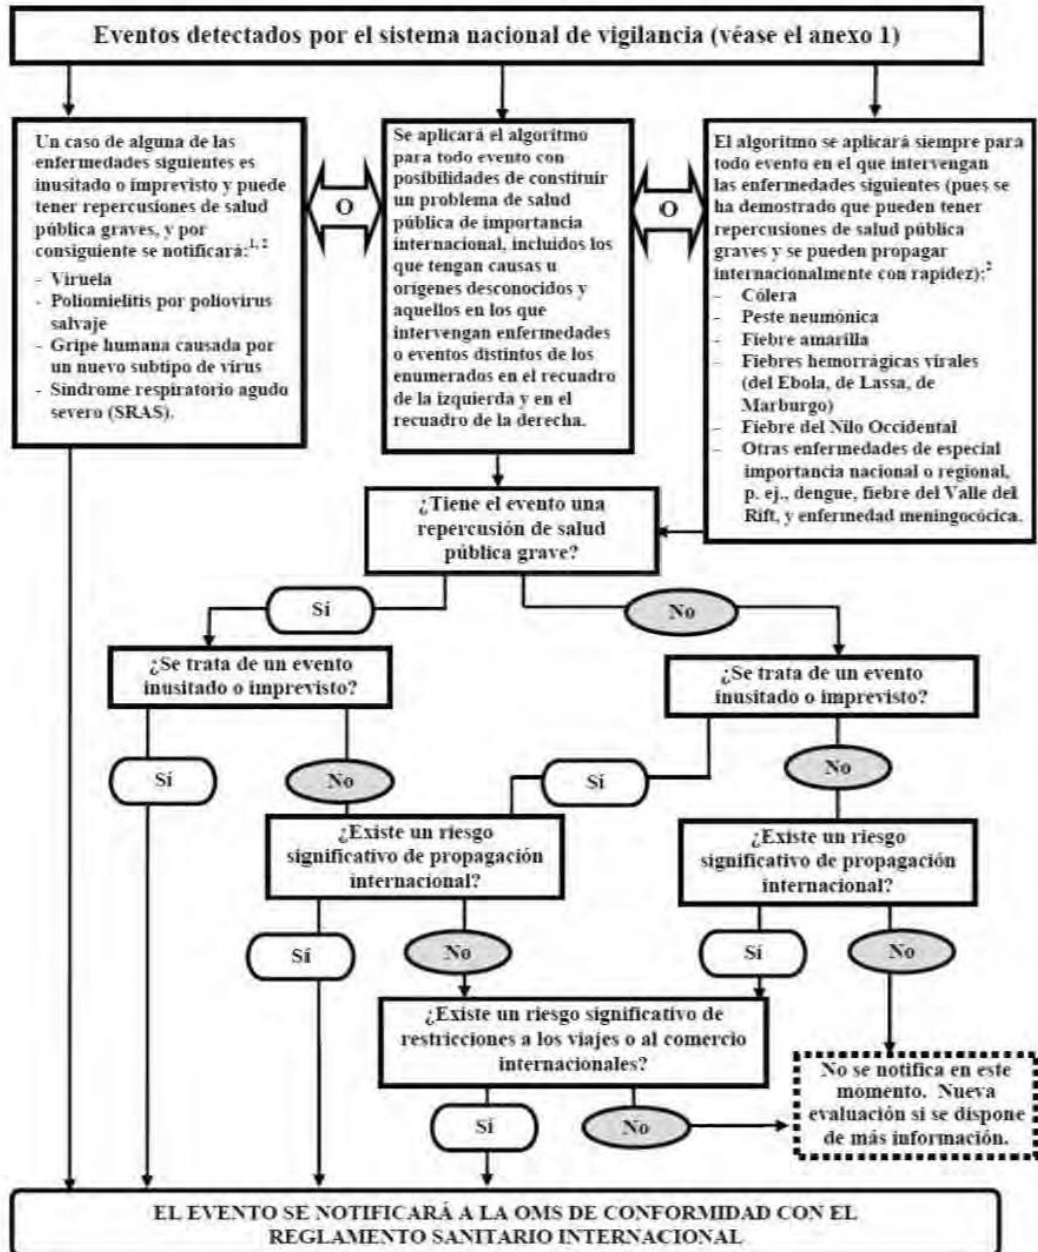 Eventos detectados por el sistema nacional de vigilancia (véase el anexo 1)
Un caso de alguna de las
enfermedades siguientes es
inusitado o imprevisto y puede
tener repercusiones de salud
pública graves, y por
consiguiente se notificará:1, 2
- Viruela
- Poliomielitis por poliovirus
salvaje
- Gripe humana causada por
un nuevo subtipo de virus
- Síndrome respiratorio agudo
severo (SRAS).
O
Se aplicará el algoritmo
para todo evento con
posibilidades de constituir
un problema de salud
pública de importancia
internacional, incluidos los
que tengan causas u
orígenes desconocidos y
aquellos en los que
intervengan enfermedades
o eventos distintos de los
enumerados en el recuadro
de la izquierda y en el
recuadro de la derecha.
O
El algoritmo se aplicará siempre para
todo evento en el que intervengan
las enfermedades siguientes (pues se
ha demostrado que pueden tener
repercusiones de salud pública
graves y se pueden propagar
internacionalmente con rapidez):2
- Cólera
- Peste neumónica
- Fiebre amarilla
- Fiebres hemorrágicas virales
(del Ebola, de Lassa, de
Marburgo)
- Fiebre del Nilo Occidental
- Otras enfermedades de especial
importancia nacional o regional,
p. ej., dengue, fiebre del Valle del
Rift, y enfermedad meningocócica.
¿Tiene el evento una
repercusión de salud
pública grave?
Sí
No
¿Se trata de un evento
inusitado o imprevisto?
¿Se trata de un evento
inusitado o imprevisto?
Sí
No
Sí
No
¿Existe un riesgo
significativo de propagación
internacional?
¿Existe un riesgo
significativo de propagación
internacional?
Sí
No
Sí
No
¿Existe un riesgo significativo de
restricciones a los viajes o al comercio
internacionales?
No se notifica en este
momento. Nueva
evaluación si se dispone
de más información.
Sí
No
EL EVENTO SE NOTIFICARÁ A LA OMS DE CONFORMIDAD CON EL
REGLAMENTO SANITARIO INTERNACIONAL